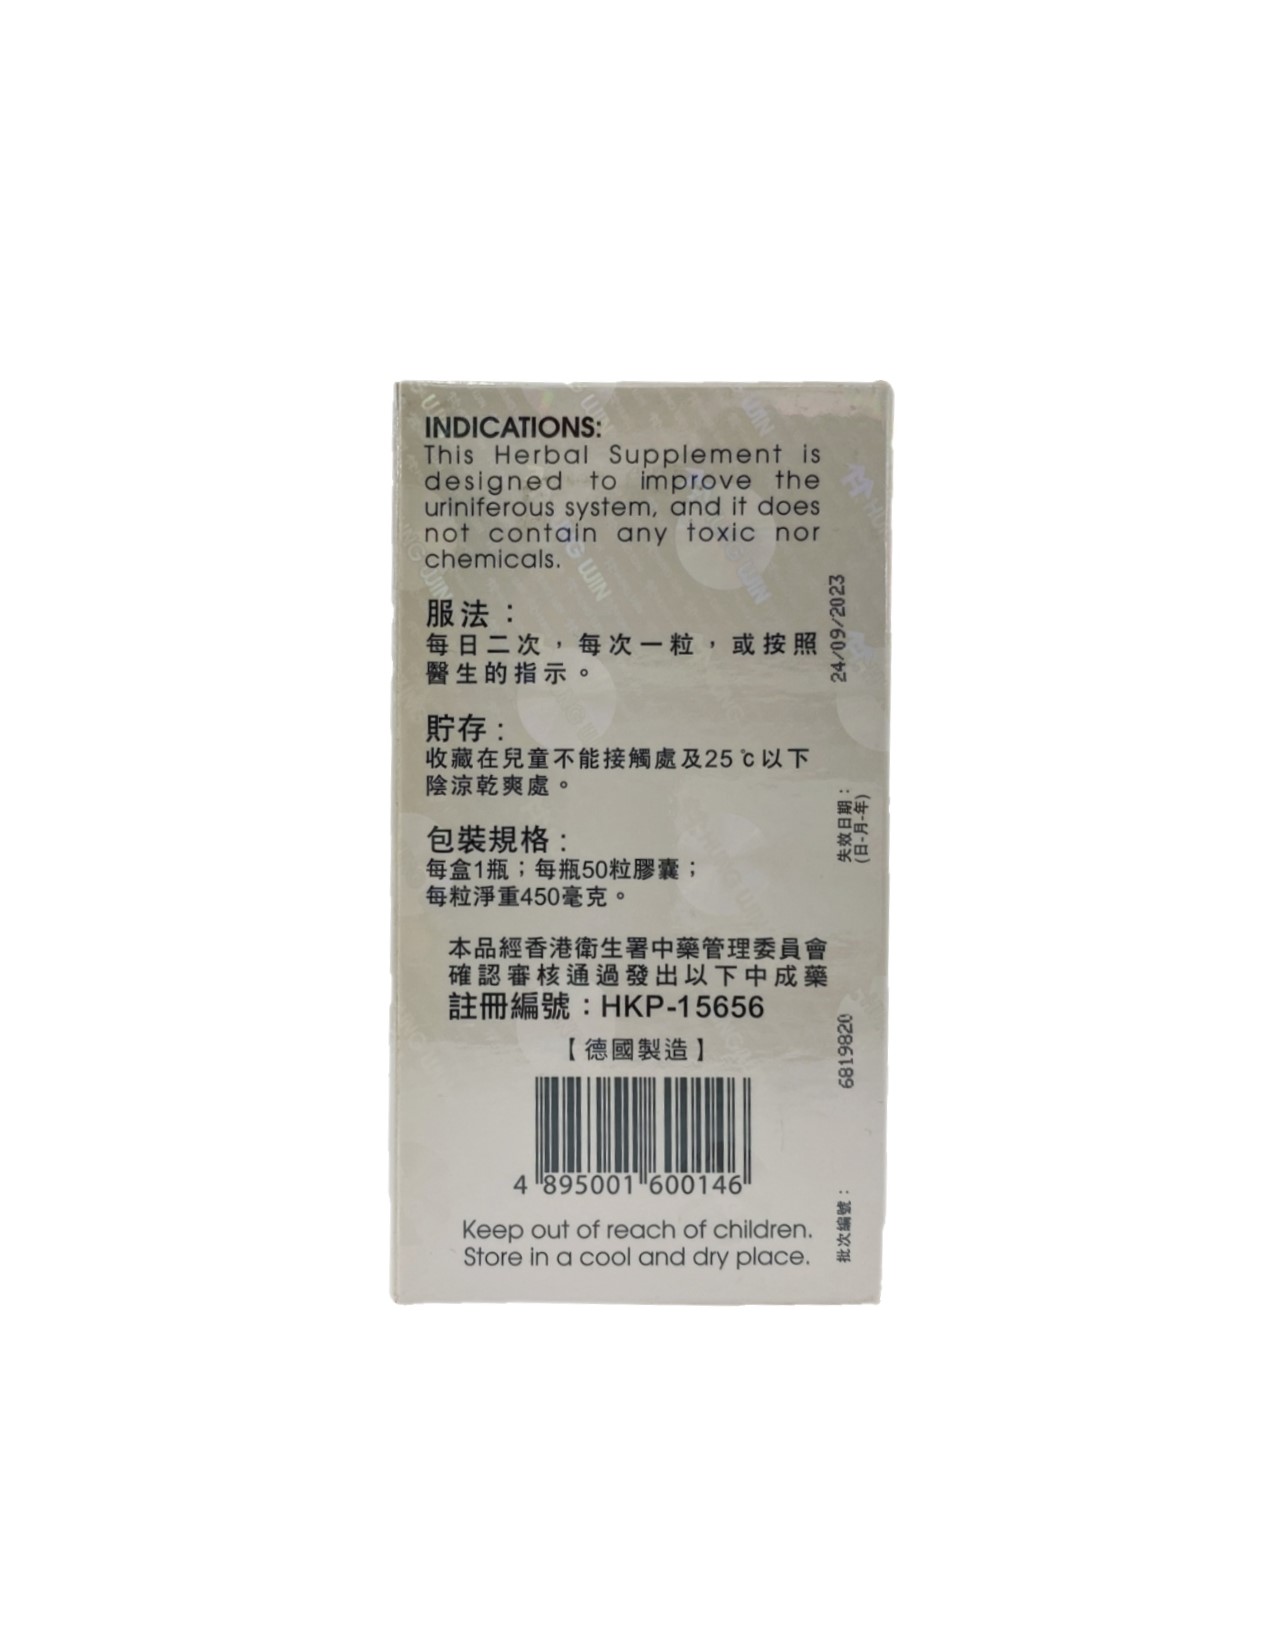 INDICATIONS:
This Herbal Supplement is
designed to improve the
uriniferous system, and it does
not contain any toxic nor
chemicals.
服法：
每日二次，每次一粒，或按照
醫生的指示。
貯存：
收藏在兒童不能接觸處及25℃以下
陰涼乾爽處。
包裝規格：
每盒1瓶；每瓶50粒膠囊；
每粒淨重450毫克。
本品經香港衛生署中藥管理委員會
確認審核通過發出以下中成藥
註冊編號：HKP-15656
【德國製造】
4 895001 600146
Keep out of reach of children.
Store in a cool and dry place.
24/09/2023
失效日期：
(日-月-年)
6819820
批次編號：
HUNG WIN